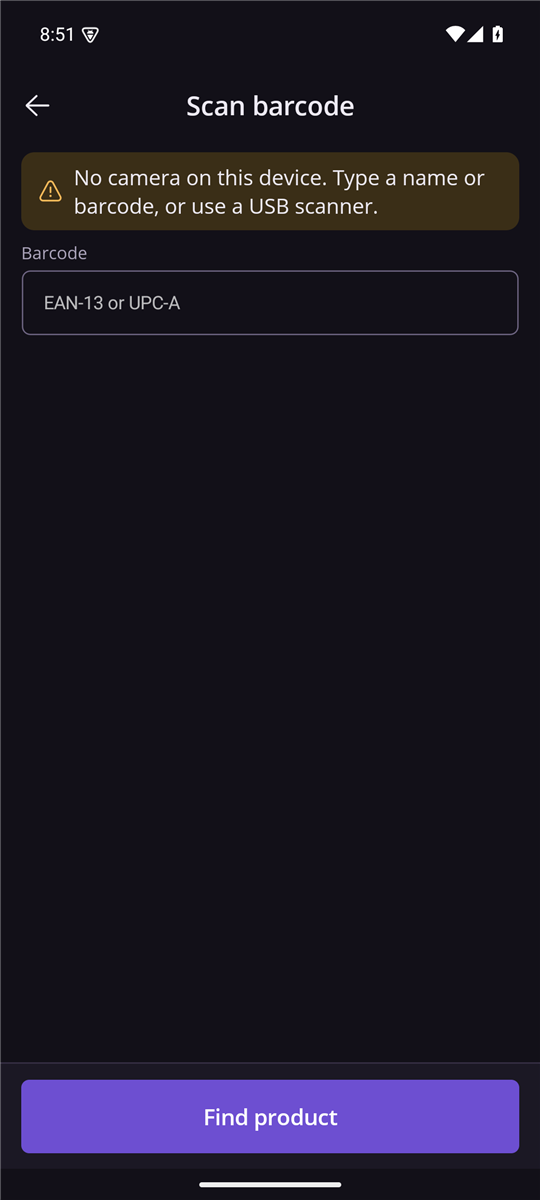 8:51
Scan barcode
No camera on this device. Type a name or
barcode, or use a USB scanner.
Barcode
EAN-13 or UPC-A
Find product